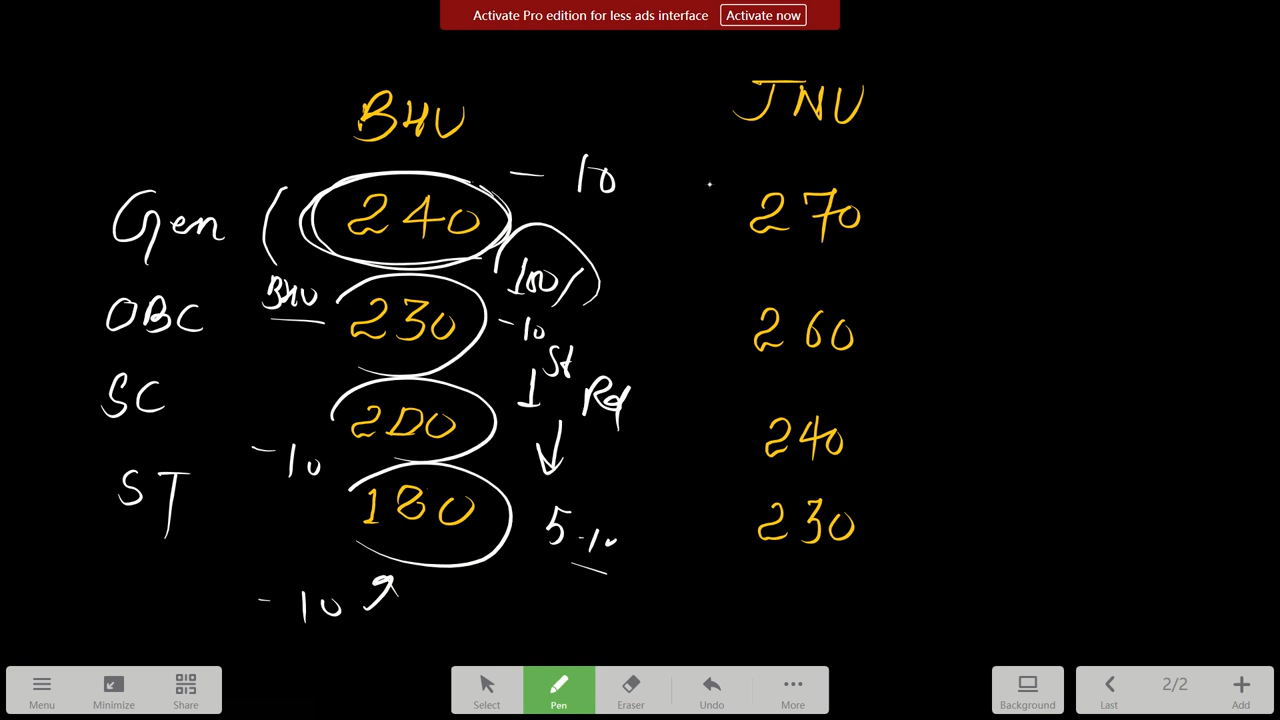 Activate Pro edition for less ads interface Activate now
BHU JNU
- 10
Gen 240 270
100/
OBC BHU 230 -10 260
1st Rd
SC 200 240
-10
ST 180 5-10 230
-10
Menu Minimize Share Select Pen Eraser Undo More Background Last 2/2 Add